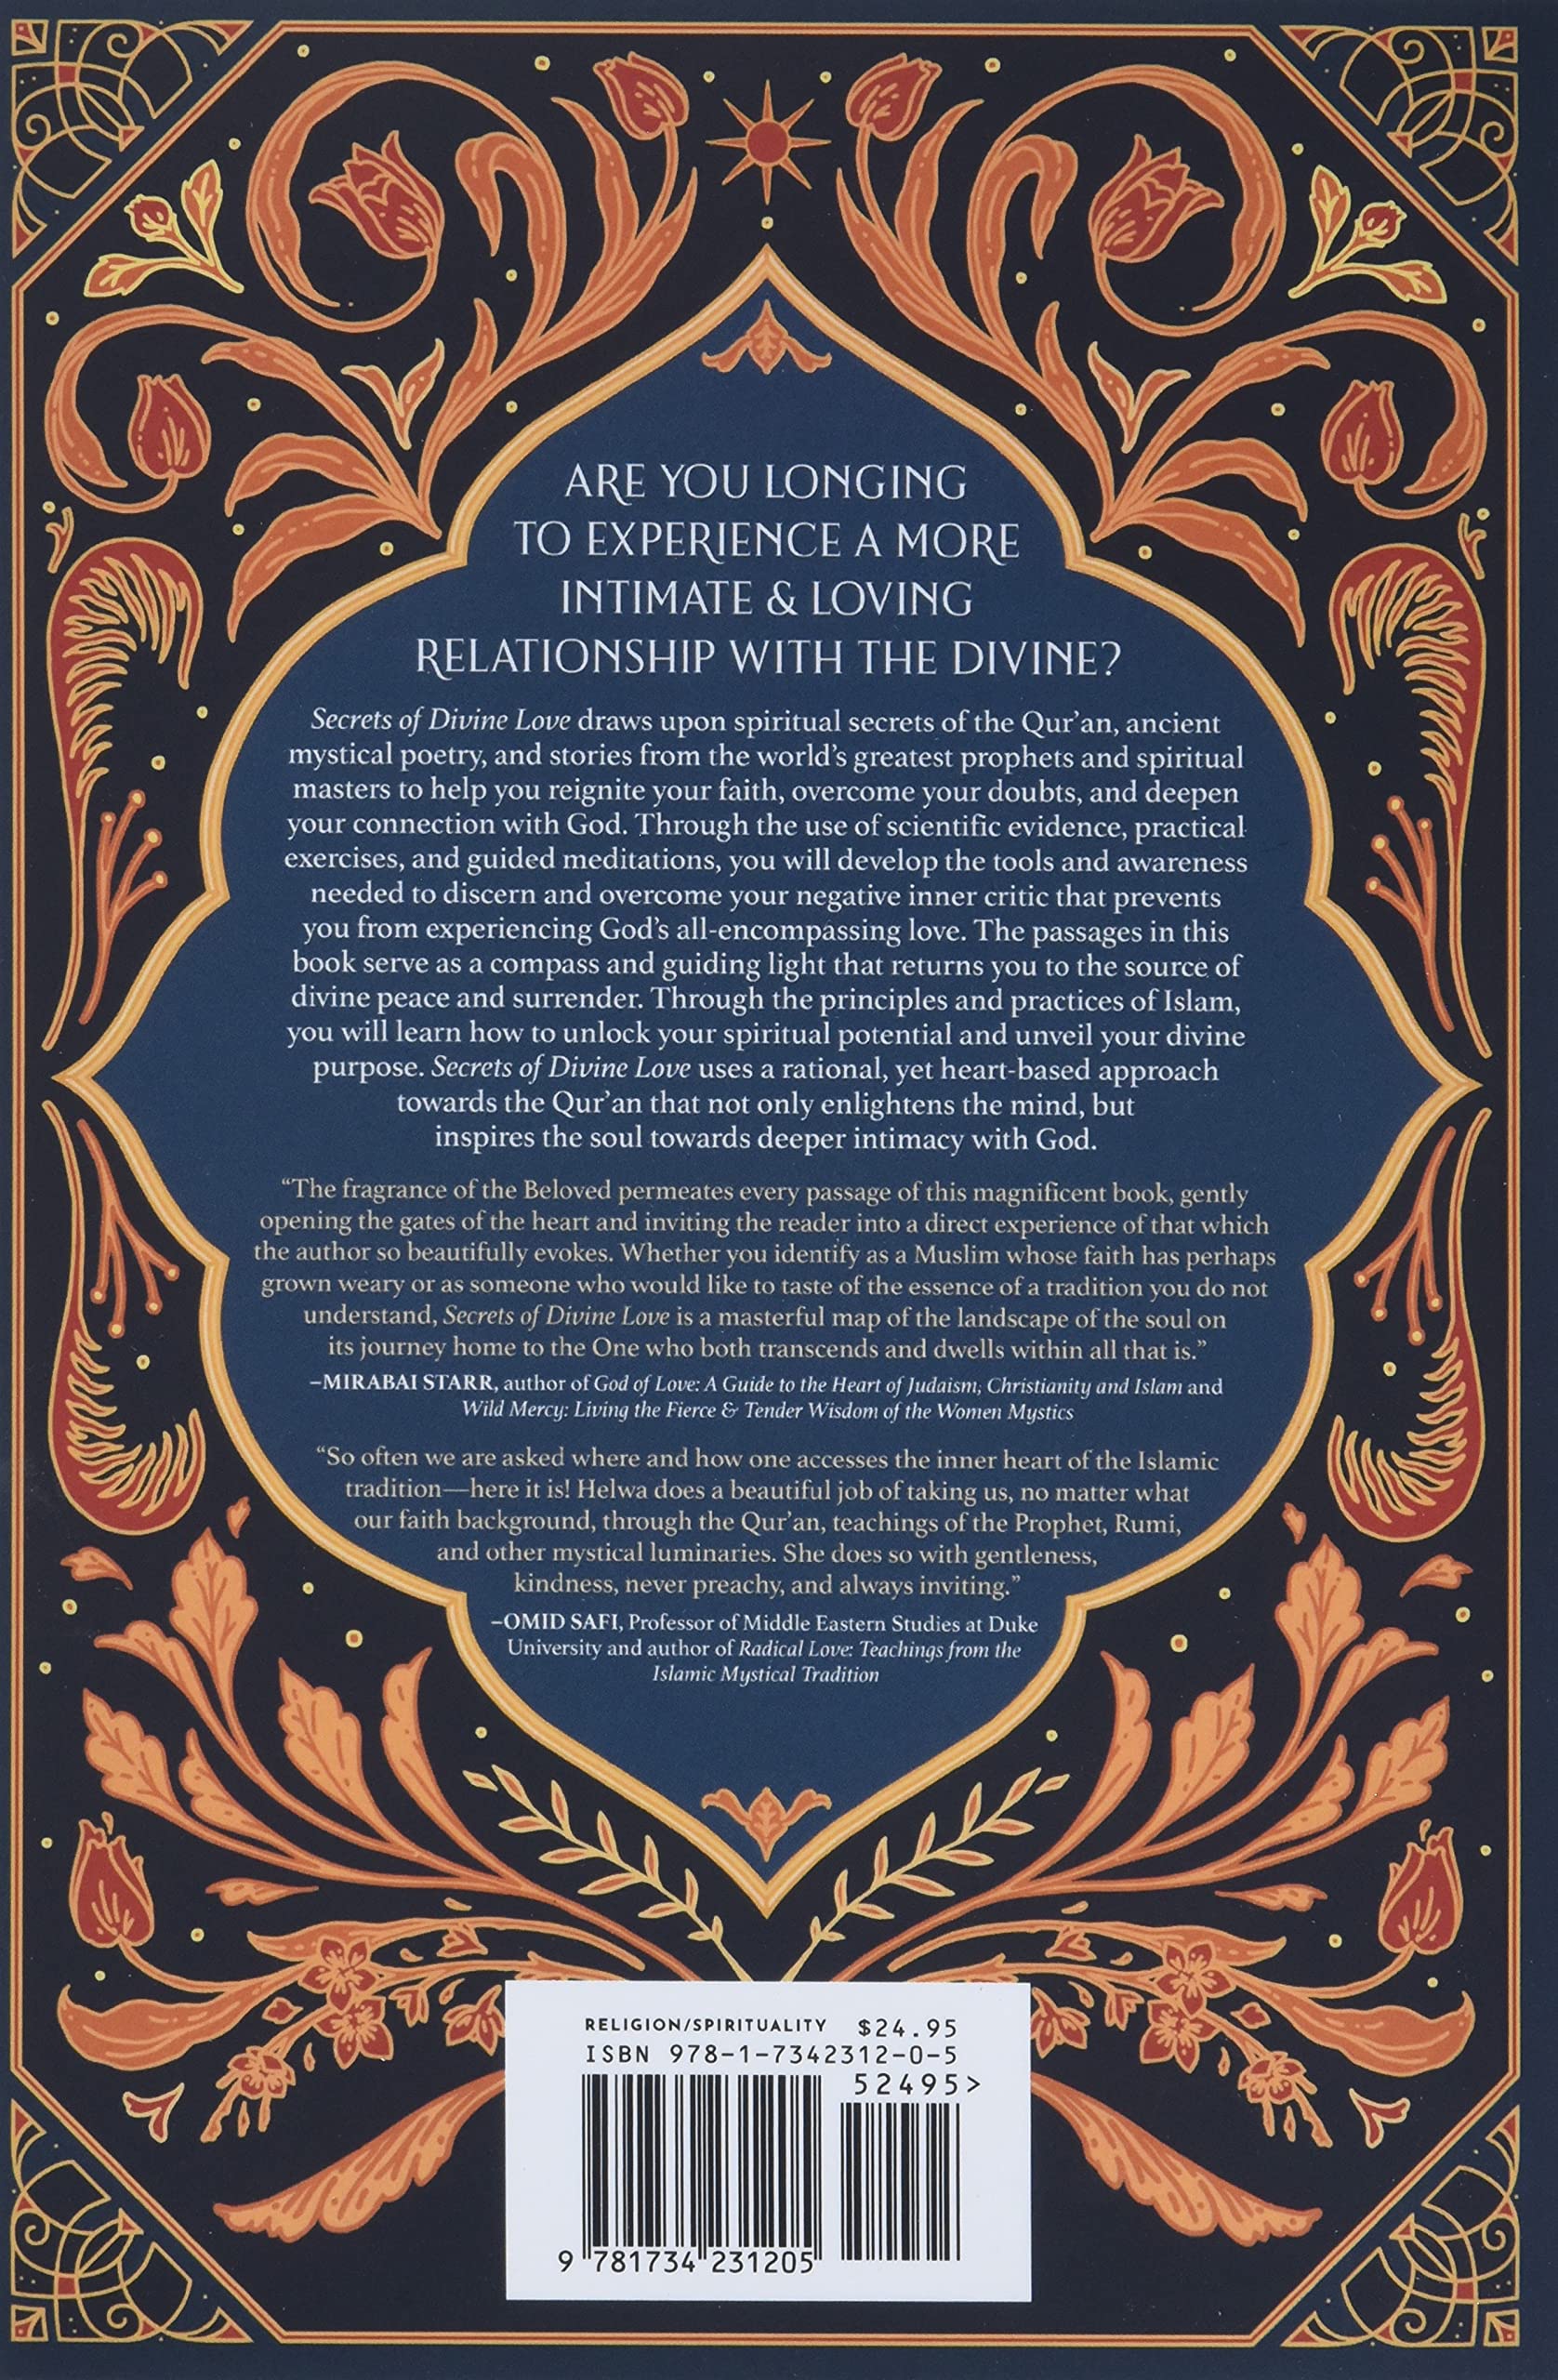 ARE YOU LONGING
TO EXPERIENCE A MORE
INTIMATE & LOVING
RELATIONSHIP WITH THE DIVINE?
Secrets of Divine Love draws upon spiritual secrets of the Qur’an, ancient
mystical poetry, and stories from the world’s greatest prophets and spiritual
masters to help you reignite your faith, overcome your doubts, and deepen
your connection with God. Through the use of scientific evidence, practical
exercises, and guided meditations, you will develop the tools and awareness
needed to discern and overcome your negative inner critic that prevents
you from experiencing God’s all-encompassing love. The passages in this
book serve as a compass and guiding light that returns you to the source of
divine peace and surrender. Through the principles and practices of Islam,
you will learn how to unlock your spiritual potential and unveil your divine
purpose. Secrets of Divine Love uses a rational, yet heart-based approach
towards the Qur’an that not only enlightens the mind, but
inspires the soul towards deeper intimacy with God.
“The fragrance of the Beloved permeates every passage of this magnificent book, gently
opening the gates of the heart and inviting the reader into a direct experience of that which
the author so beautifully evokes. Whether you identify as a Muslim whose faith has perhaps
grown weary or as someone who would like to taste of the essence of a tradition you do not
understand, Secrets of Divine Love is a masterful map of the landscape of the soul on
its journey home to the One who both transcends and dwells within all that is.”
–MIRABAI STARR, author of God of Love: A Guide to the Heart of Judaism, Christianity and Islam and
Wild Mercy: Living the Fierce & Tender Wisdom of the Women Mystics
“So often we are asked where and how one accesses the inner heart of the Islamic
tradition—here it is! Helwa does a beautiful job of taking us, no matter what
our faith background, through the Qur’an, teachings of the Prophet, Rumi,
and other mystical luminaries. She does so with gentleness,
kindness, never preachy, and always inviting.”
–OMID SAFI, Professor of Middle Eastern Studies at Duke
University and author of Radical Love: Teachings from the
Islamic Mystical Tradition
RELIGION/SPIRITUALITY $24.95
ISBN 978-1-7342312-0-5
52495>
9 781734 231205